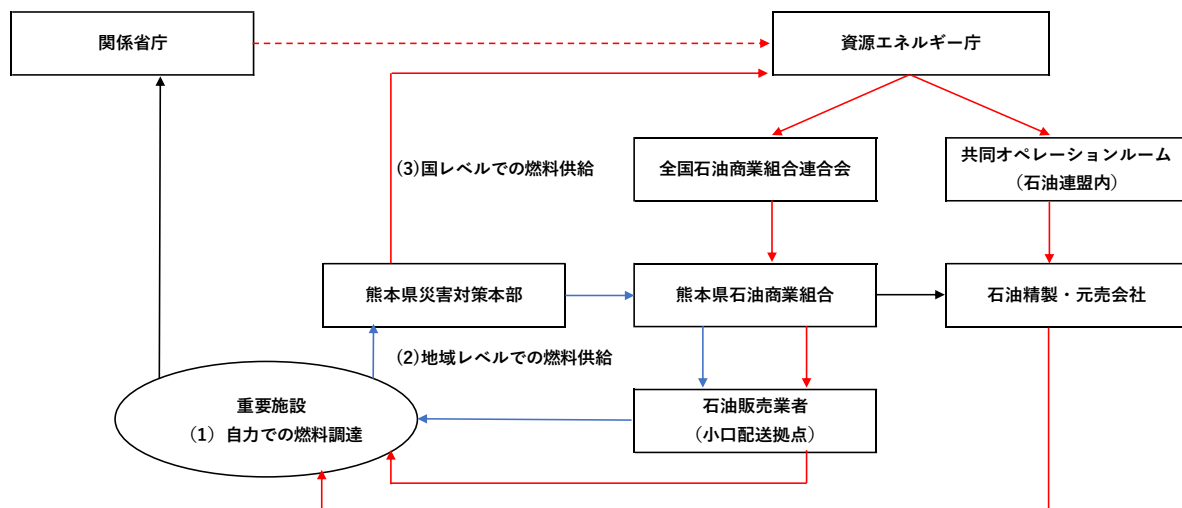 関係省庁
資源エネルギー庁
(3)国レベルでの燃料供給
全国石油商業組合連合会
共同オペレーションルーム
（石油連盟内）
熊本県災害対策本部
熊本県石油商業組合
石油精製・元売会社
(2)地域レベルでの燃料供給
重要施設
（1）自力での燃料調達
石油販売業者
（小口配送拠点）